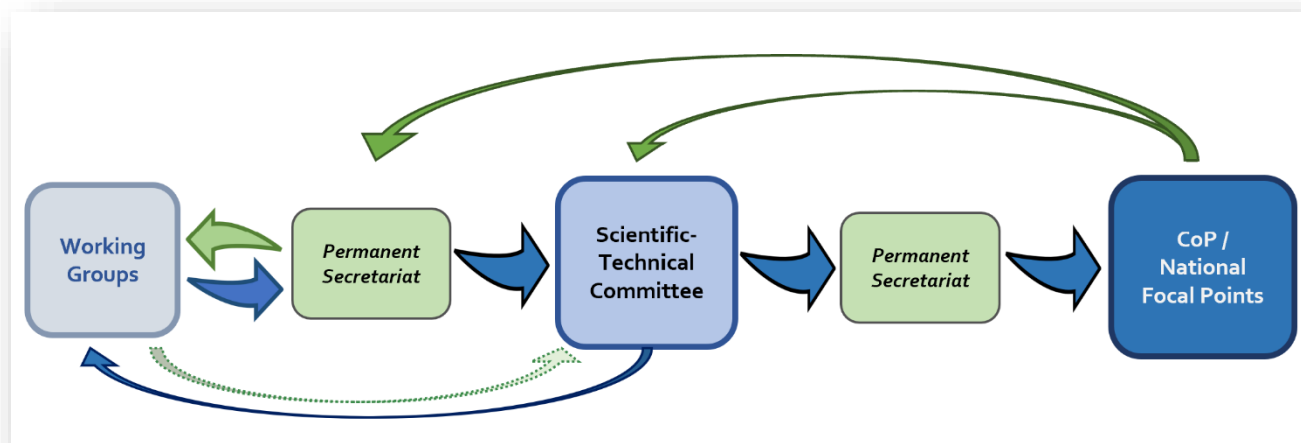 Working
Groups
Permanent
Secretariat
Scientific-
Technical
Committee
Permanent
Secretariat
CoP /
National
Focal Points